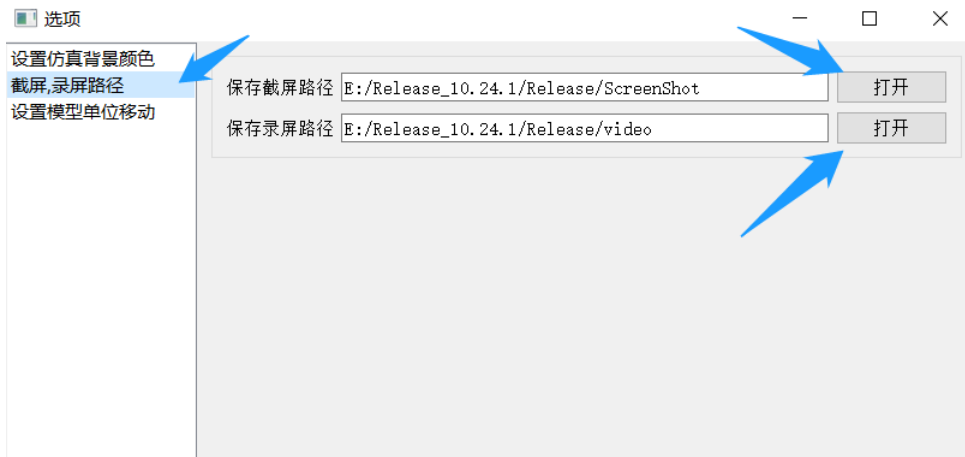 选项
设置仿真背景颜色
截屏,录屏路径
设置模型单位移动
保存截屏路径 E:/Release_10.24.1/Release/ScreenShot 打开
保存录屏路径 E:/Release_10.24.1/Release/video 打开